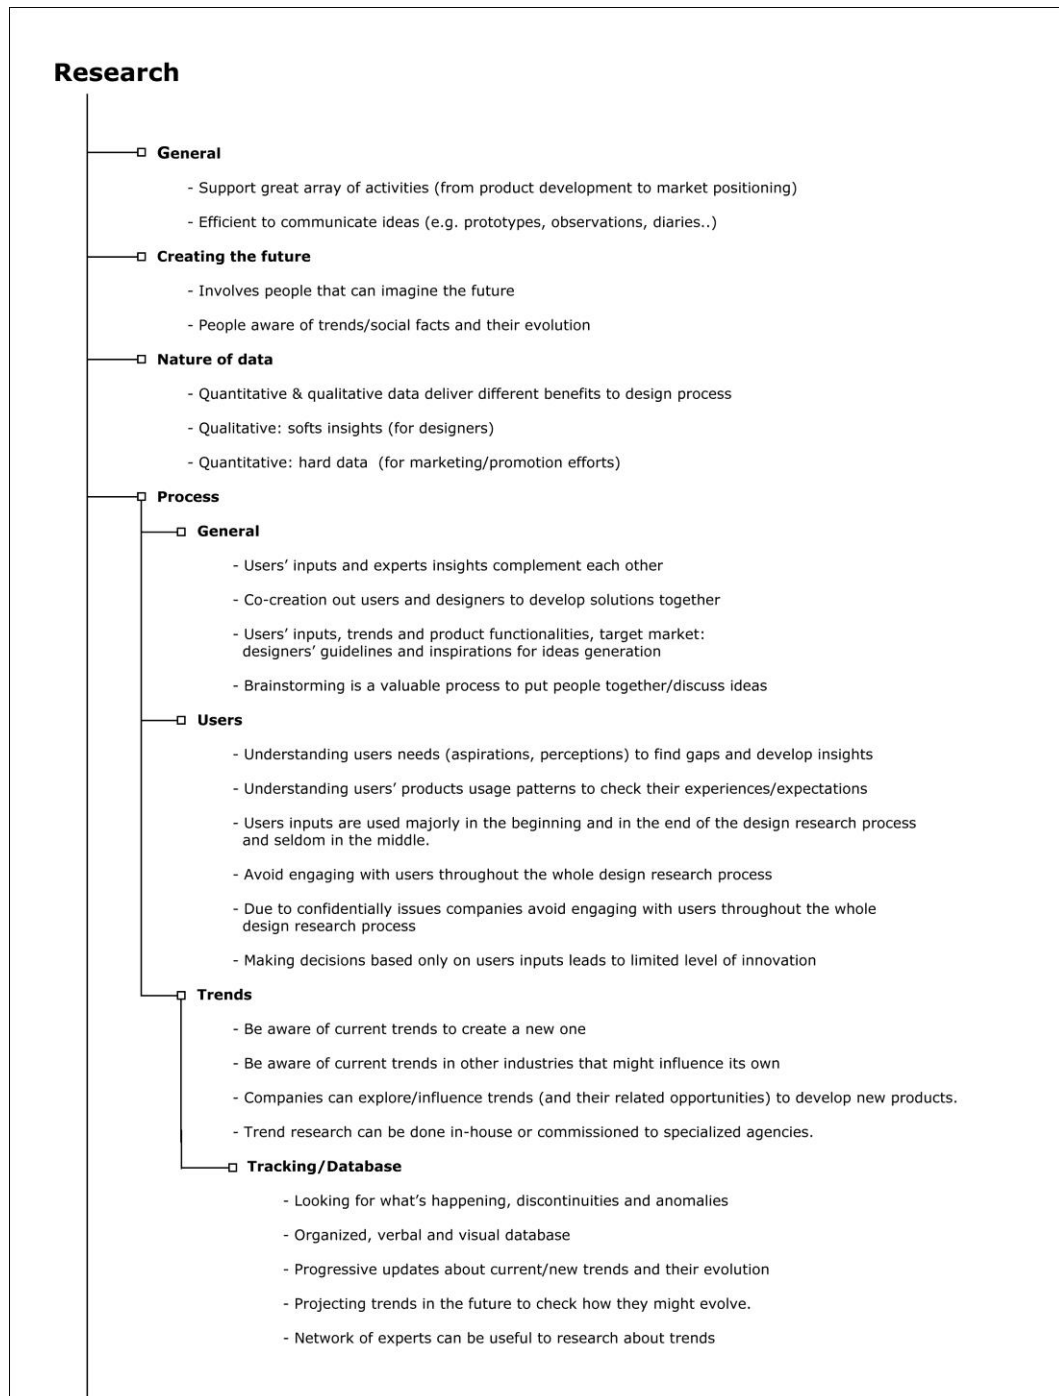 Research
General
- Support great array of activities (from product development to market positioning)
- Efficient to communicate ideas (e.g. prototypes, observations, diaries..)
Creating the future
- Involves people that can imagine the future
- People aware of trends/social facts and their evolution
Nature of data
- Quantitative & qualitative data deliver different benefits to design process
- Qualitative: softs insights (for designers)
- Quantitative: hard data  (for marketing/promotion efforts)
Process
General
- Users’ inputs and experts insights complement each other
- Co-creation out users and designers to develop solutions together
- Users’ inputs, trends and product functionalities, target market:
designers’ guidelines and inspirations for ideas generation
- Brainstorming is a valuable process to put people together/discuss ideas
Users
- Understanding users needs (aspirations, perceptions) to find gaps and develop insights
- Understanding users’ products usage patterns to check their experiences/expectations
- Users inputs are used majorly in the beginning and in the end of the design research process
and seldom in the middle.
- Avoid engaging with users throughout the whole design research process
- Due to confidentially issues companies avoid engaging with users throughout the whole
design research process
- Making decisions based only on users inputs leads to limited level of innovation
Trends
- Be aware of current trends to create a new one
- Be aware of current trends in other industries that might influence its own
- Companies can explore/influence trends (and their related opportunities) to develop new products.
- Trend research can be done in-house or commissioned to specialized agencies.
Tracking/Database
- Looking for what’s happening, discontinuities and anomalies
- Organized, verbal and visual database
- Progressive updates about current/new trends and their evolution
- Projecting trends in the future to check how they might evolve.
- Network of experts can be useful to research about trends